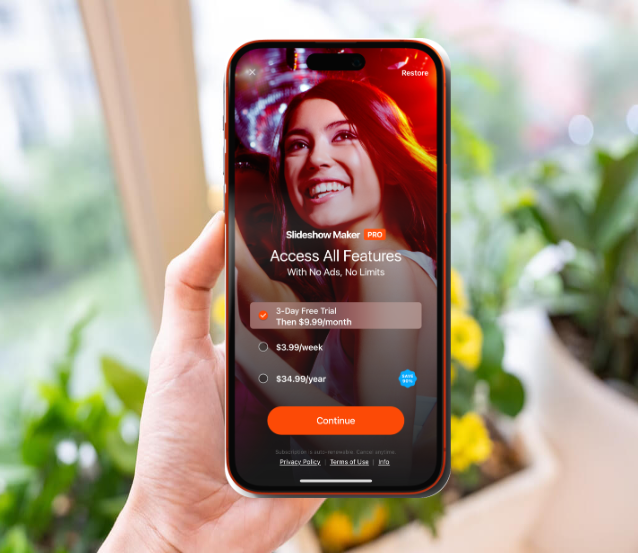 Restore
Slideshow Maker PRO
Access All Features
With No Ads, No Limits
3-Day Free Trial
Then $9.99/month
$3.99/week
$34.99/year
SAVE
Continue
Subscription is auto-renewable. Cancel anytime.
Privacy Policy | Terms of Use | Info